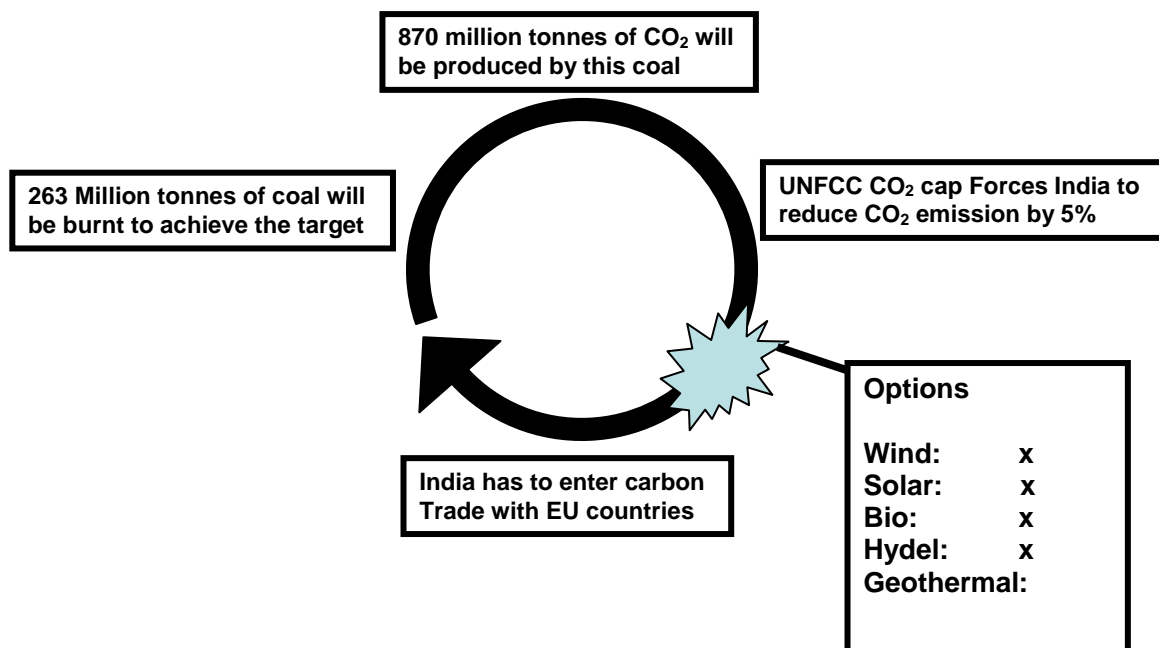 870 million tonnes of CO₂ will
be produced by this coal
263 Million tonnes of coal will
be burnt to achieve the target
UNFCC CO₂ cap Forces India to
reduce CO₂ emission by 5%
India has to enter carbon
Trade with EU countries
Options
Wind: x
Solar: x
Bio: x
Hydel: x
Geothermal: